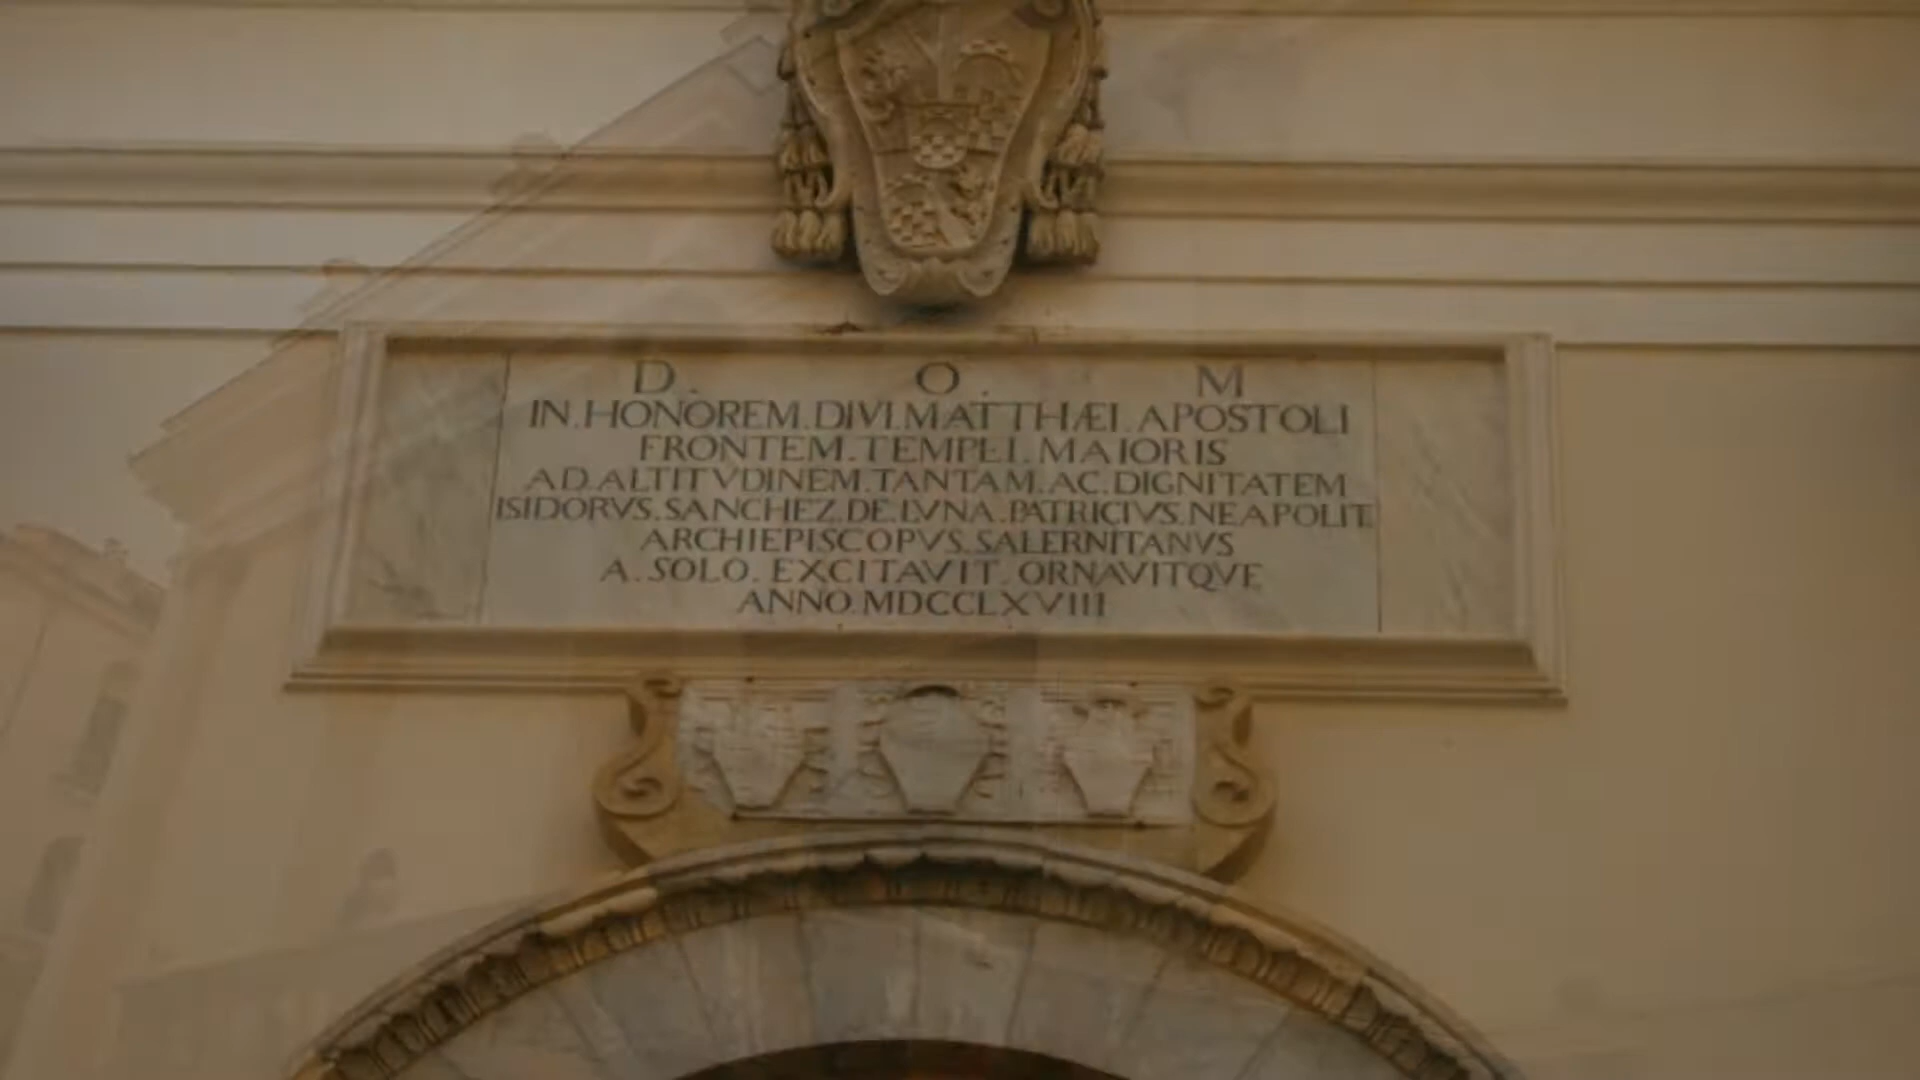 D. O. M
IN.HONOREM.DIVI.MATTHÆI.APOSTOLI
FRONTEM.TEMPLI.MAIORIS
AD.ALTITVDINEM.TANTAM.AC.DIGNITATEM
ISIDORVS.SANCHEZ.DE.LVNA.PATRICIVS.NEAPOLIT.
ARCHIEPISCOPVS.SALERNITANVS
A.SOLO.EXCITAVIT.ORNAVITQVE
ANNO.MDCCLXVIII